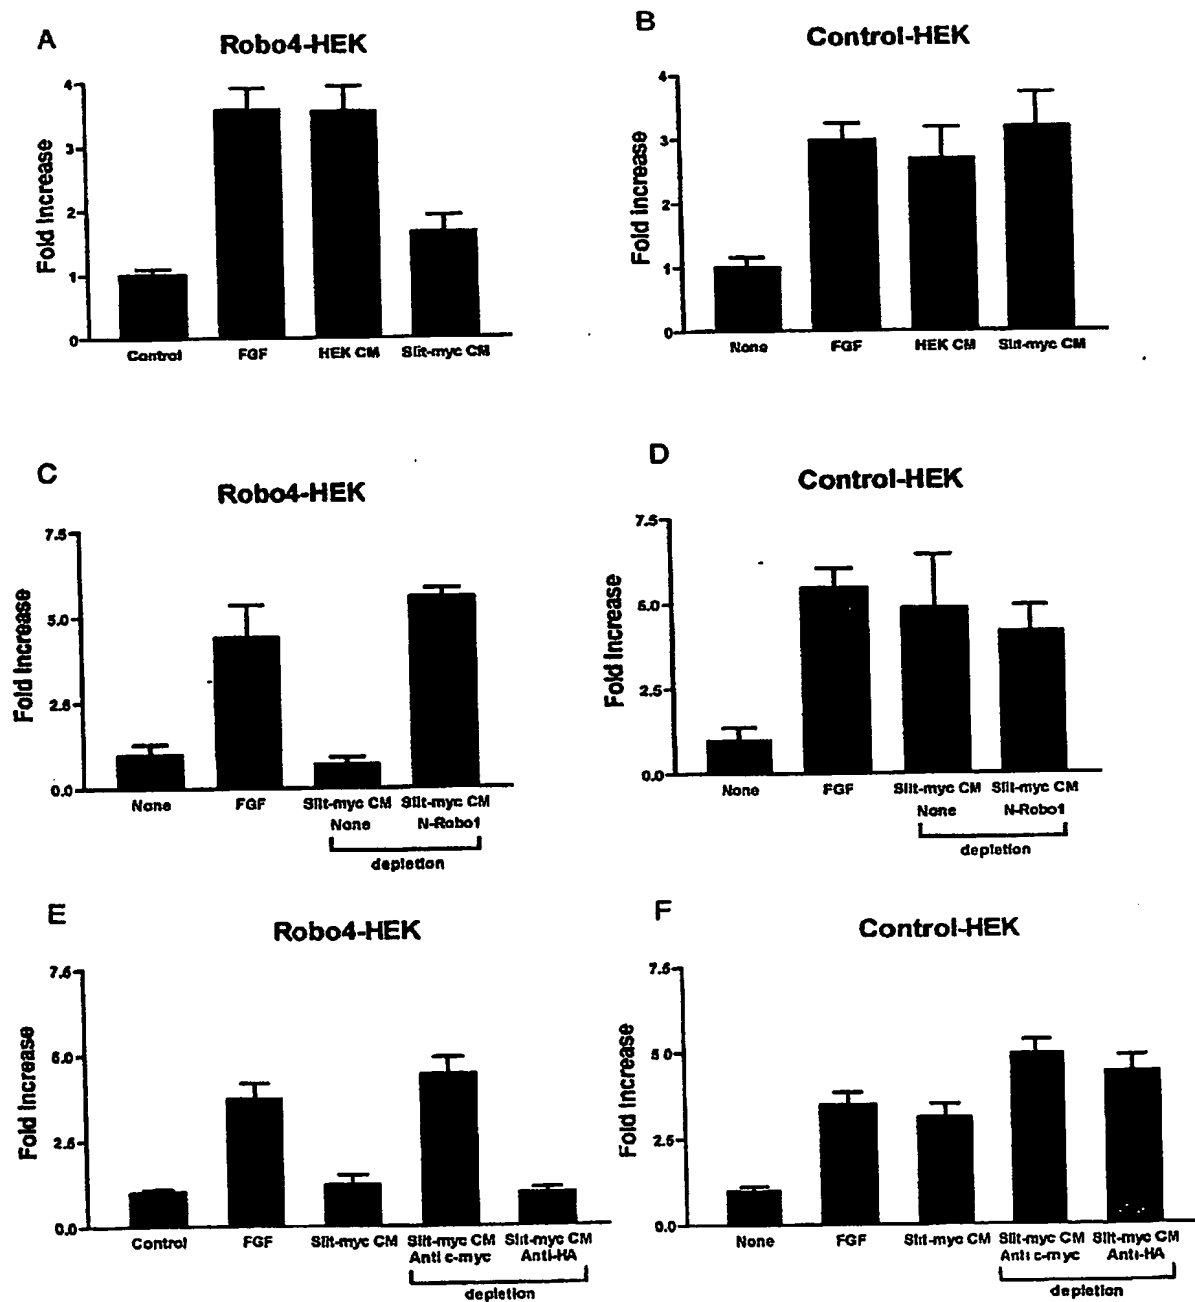 A
Robo4-HEK
Fold Increase
4
3
2
1
0
Control FGF HEK CM Slit-myc CM
B
Control-HEK
Fold Increase
4
3
2
1
0
None FGF HEK CM Slit-myc CM
C
Robo4-HEK
Fold Increase
7.5
5.0
2.5
0.0
None FGF Slit-myc CM Slit-myc CM
None N-Robo1
depletion
D
Control-HEK
Fold Increase
7.5
5.0
2.5
0.0
None FGF Slit-myc CM Slit-myc CM
None N-Robo1
depletion
E
Robo4-HEK
Fold Increase
7.5
5.0
2.5
0.0
Control FGF Slit-myc CM Slit-myc CM Slit-myc CM
Anti c-myc Anti-HA
depletion
F
Control-HEK
Fold Increase
7.5
5.0
2.5
0.0
None FGF Slit-myc CM Slit-myc CM Slit-myc CM
Anti c-myc Anti-HA
depletion